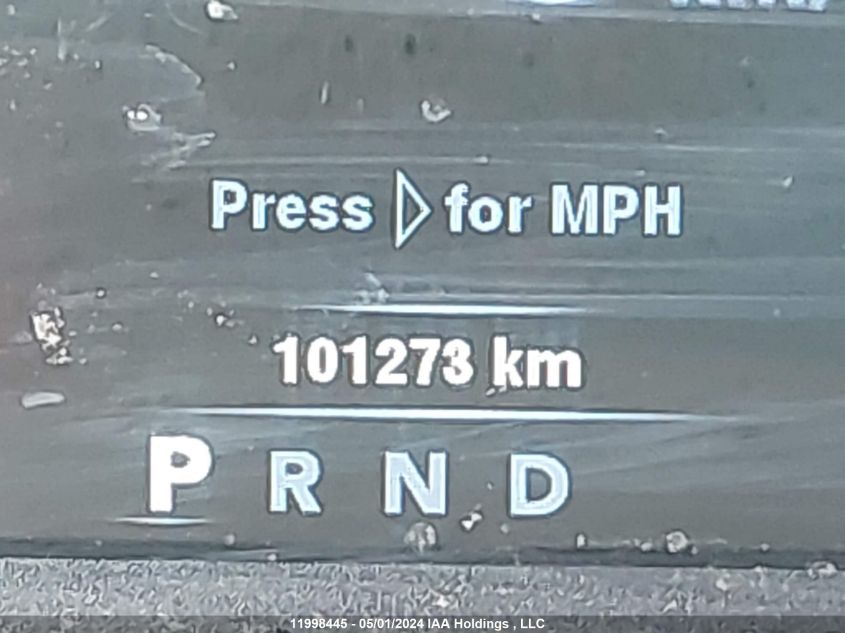 Press ▷ for MPH
101273 km
P R N D
11998445 - 05/01/2024 IAA Holdings , LLC